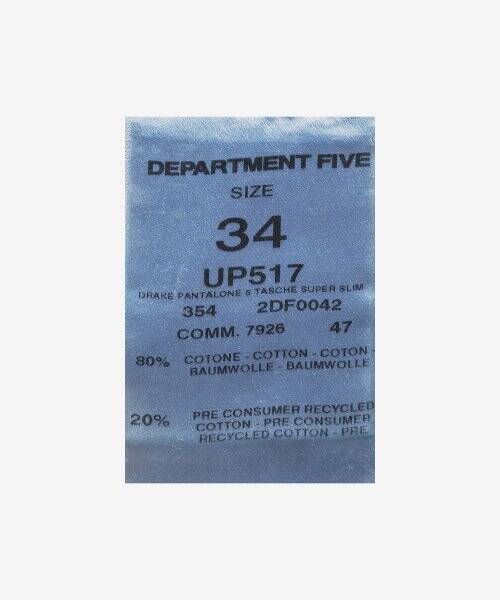 DEPARTMENT FIVE
SIZE
34
UP517
DRAKE PANTALONE 5 TASCHE SUPER SLIM
354 2DF0042
COMM. 7926 47
80% COTONE - COTTON - COTON -
BAUMWOLLE - BAUMWOLLE
20% PRE CONSUMER RECYCLED
COTTON - PRE CONSUMER
RECYCLED COTTON - PRE